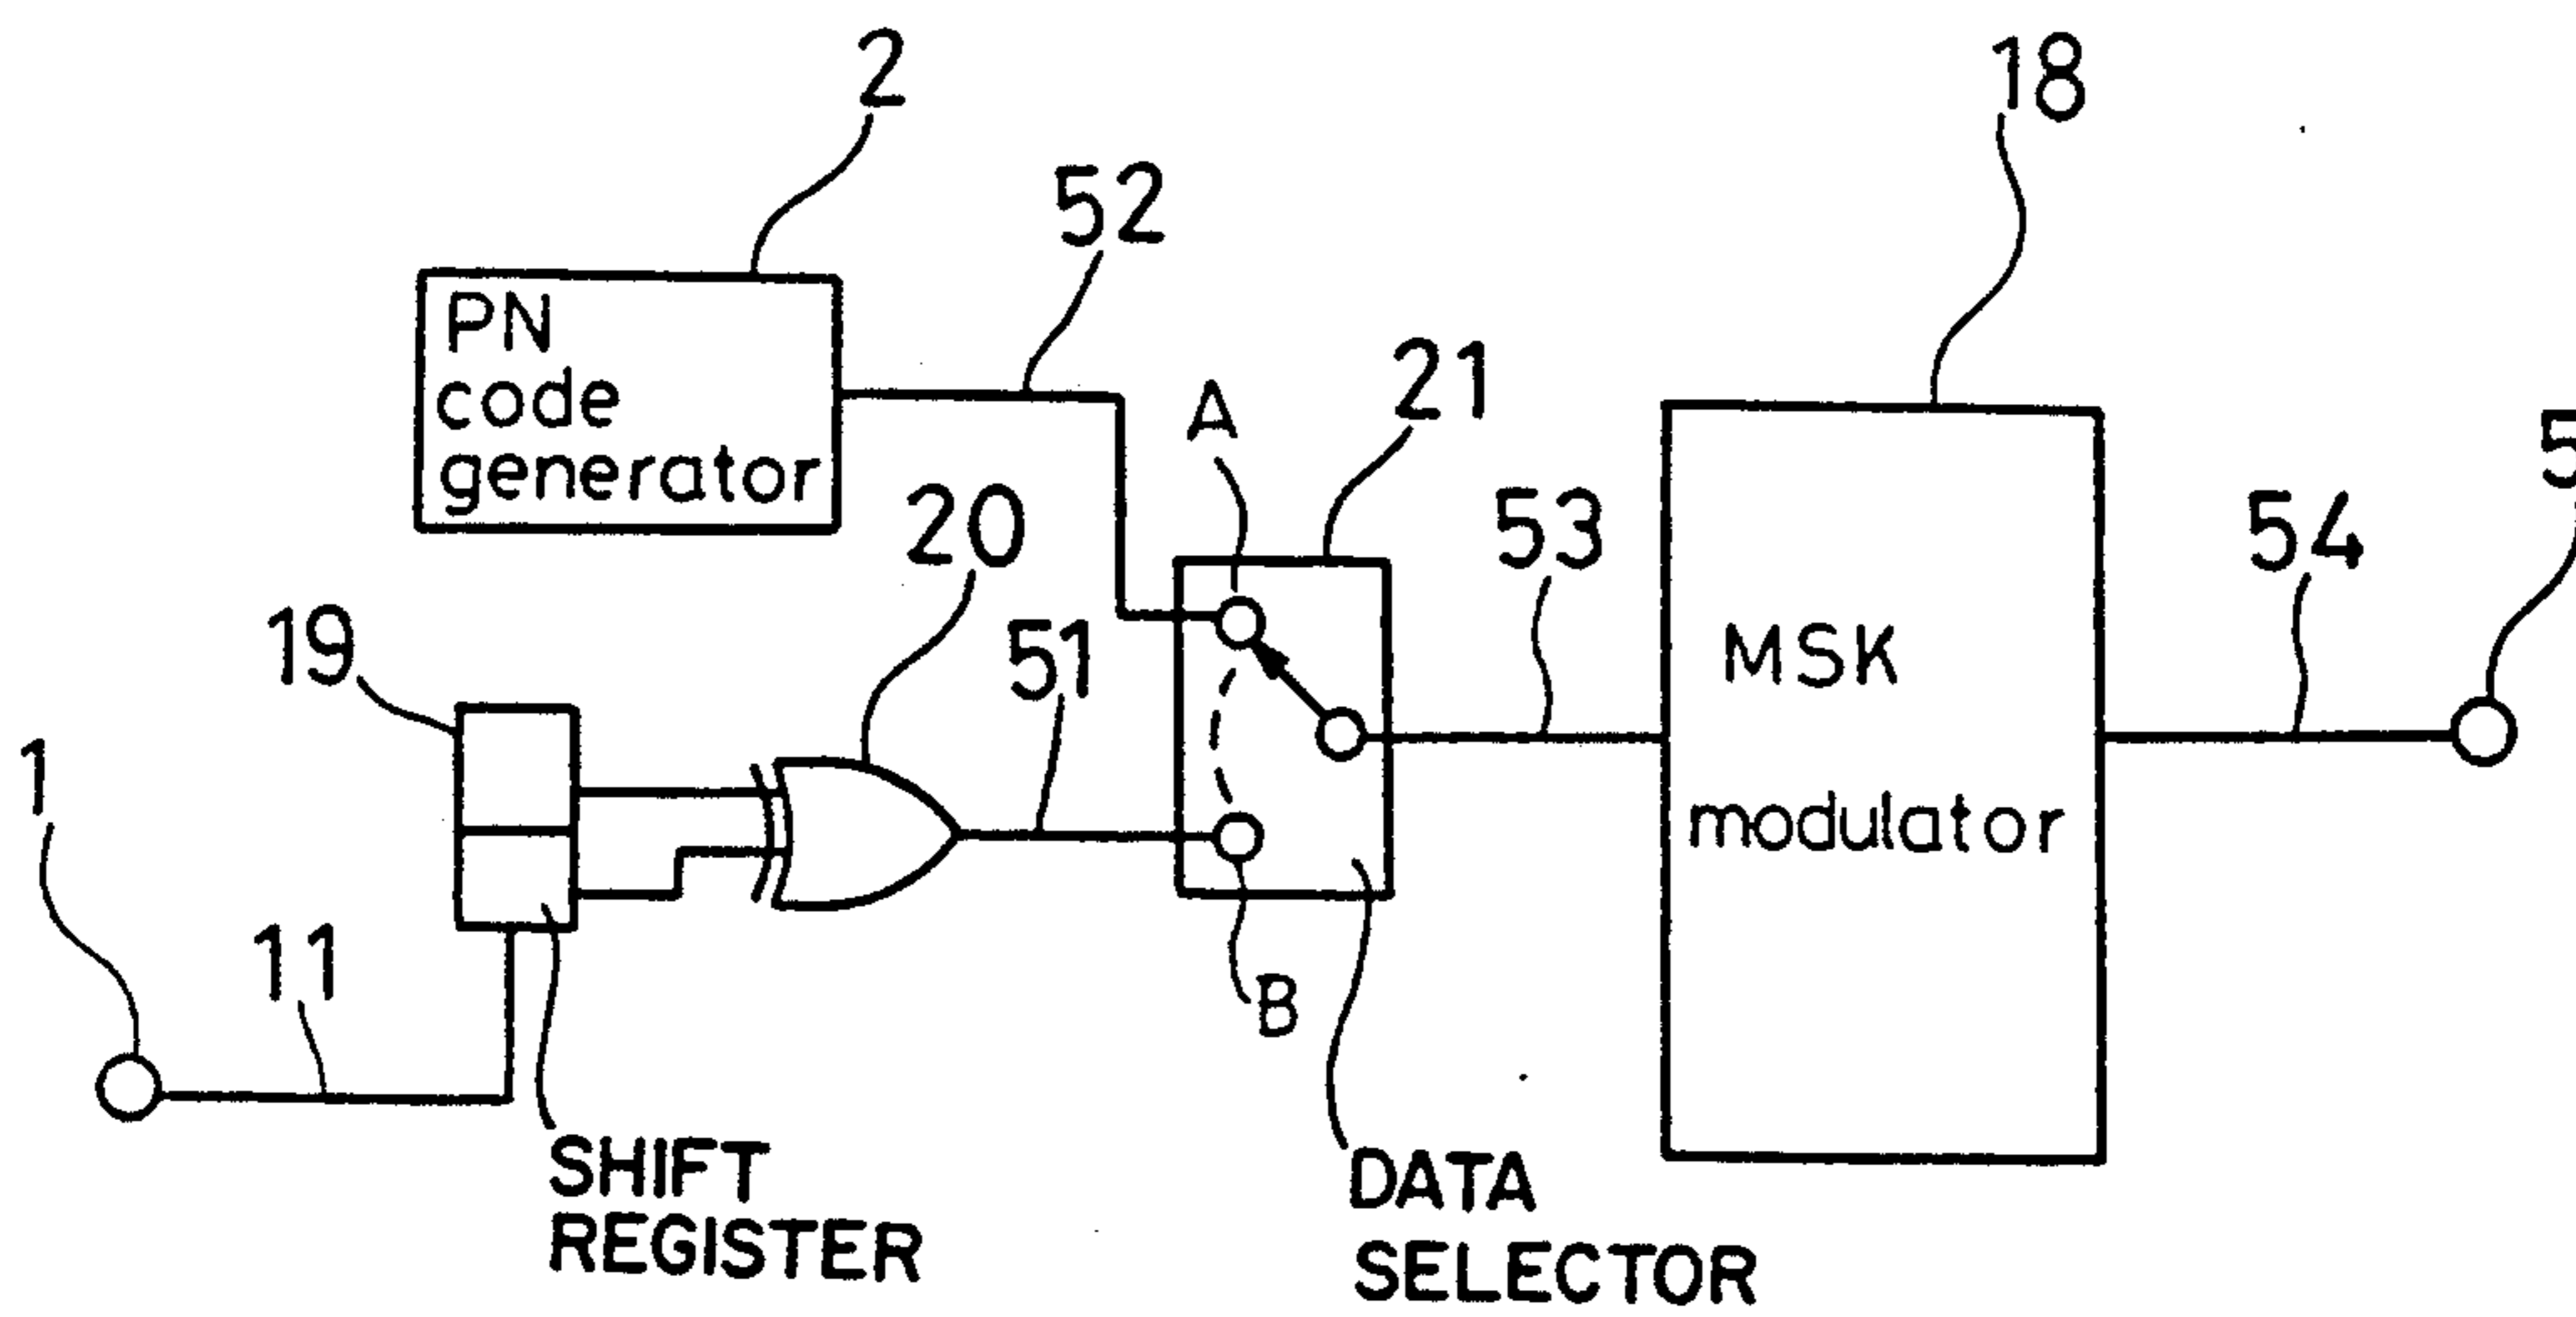 2
18
52
PN
code
generator
A
21
5
20
53
54
19
51
MSK
1
modulator
11
B
SHIFT
REGISTER
DATA
SELECTOR